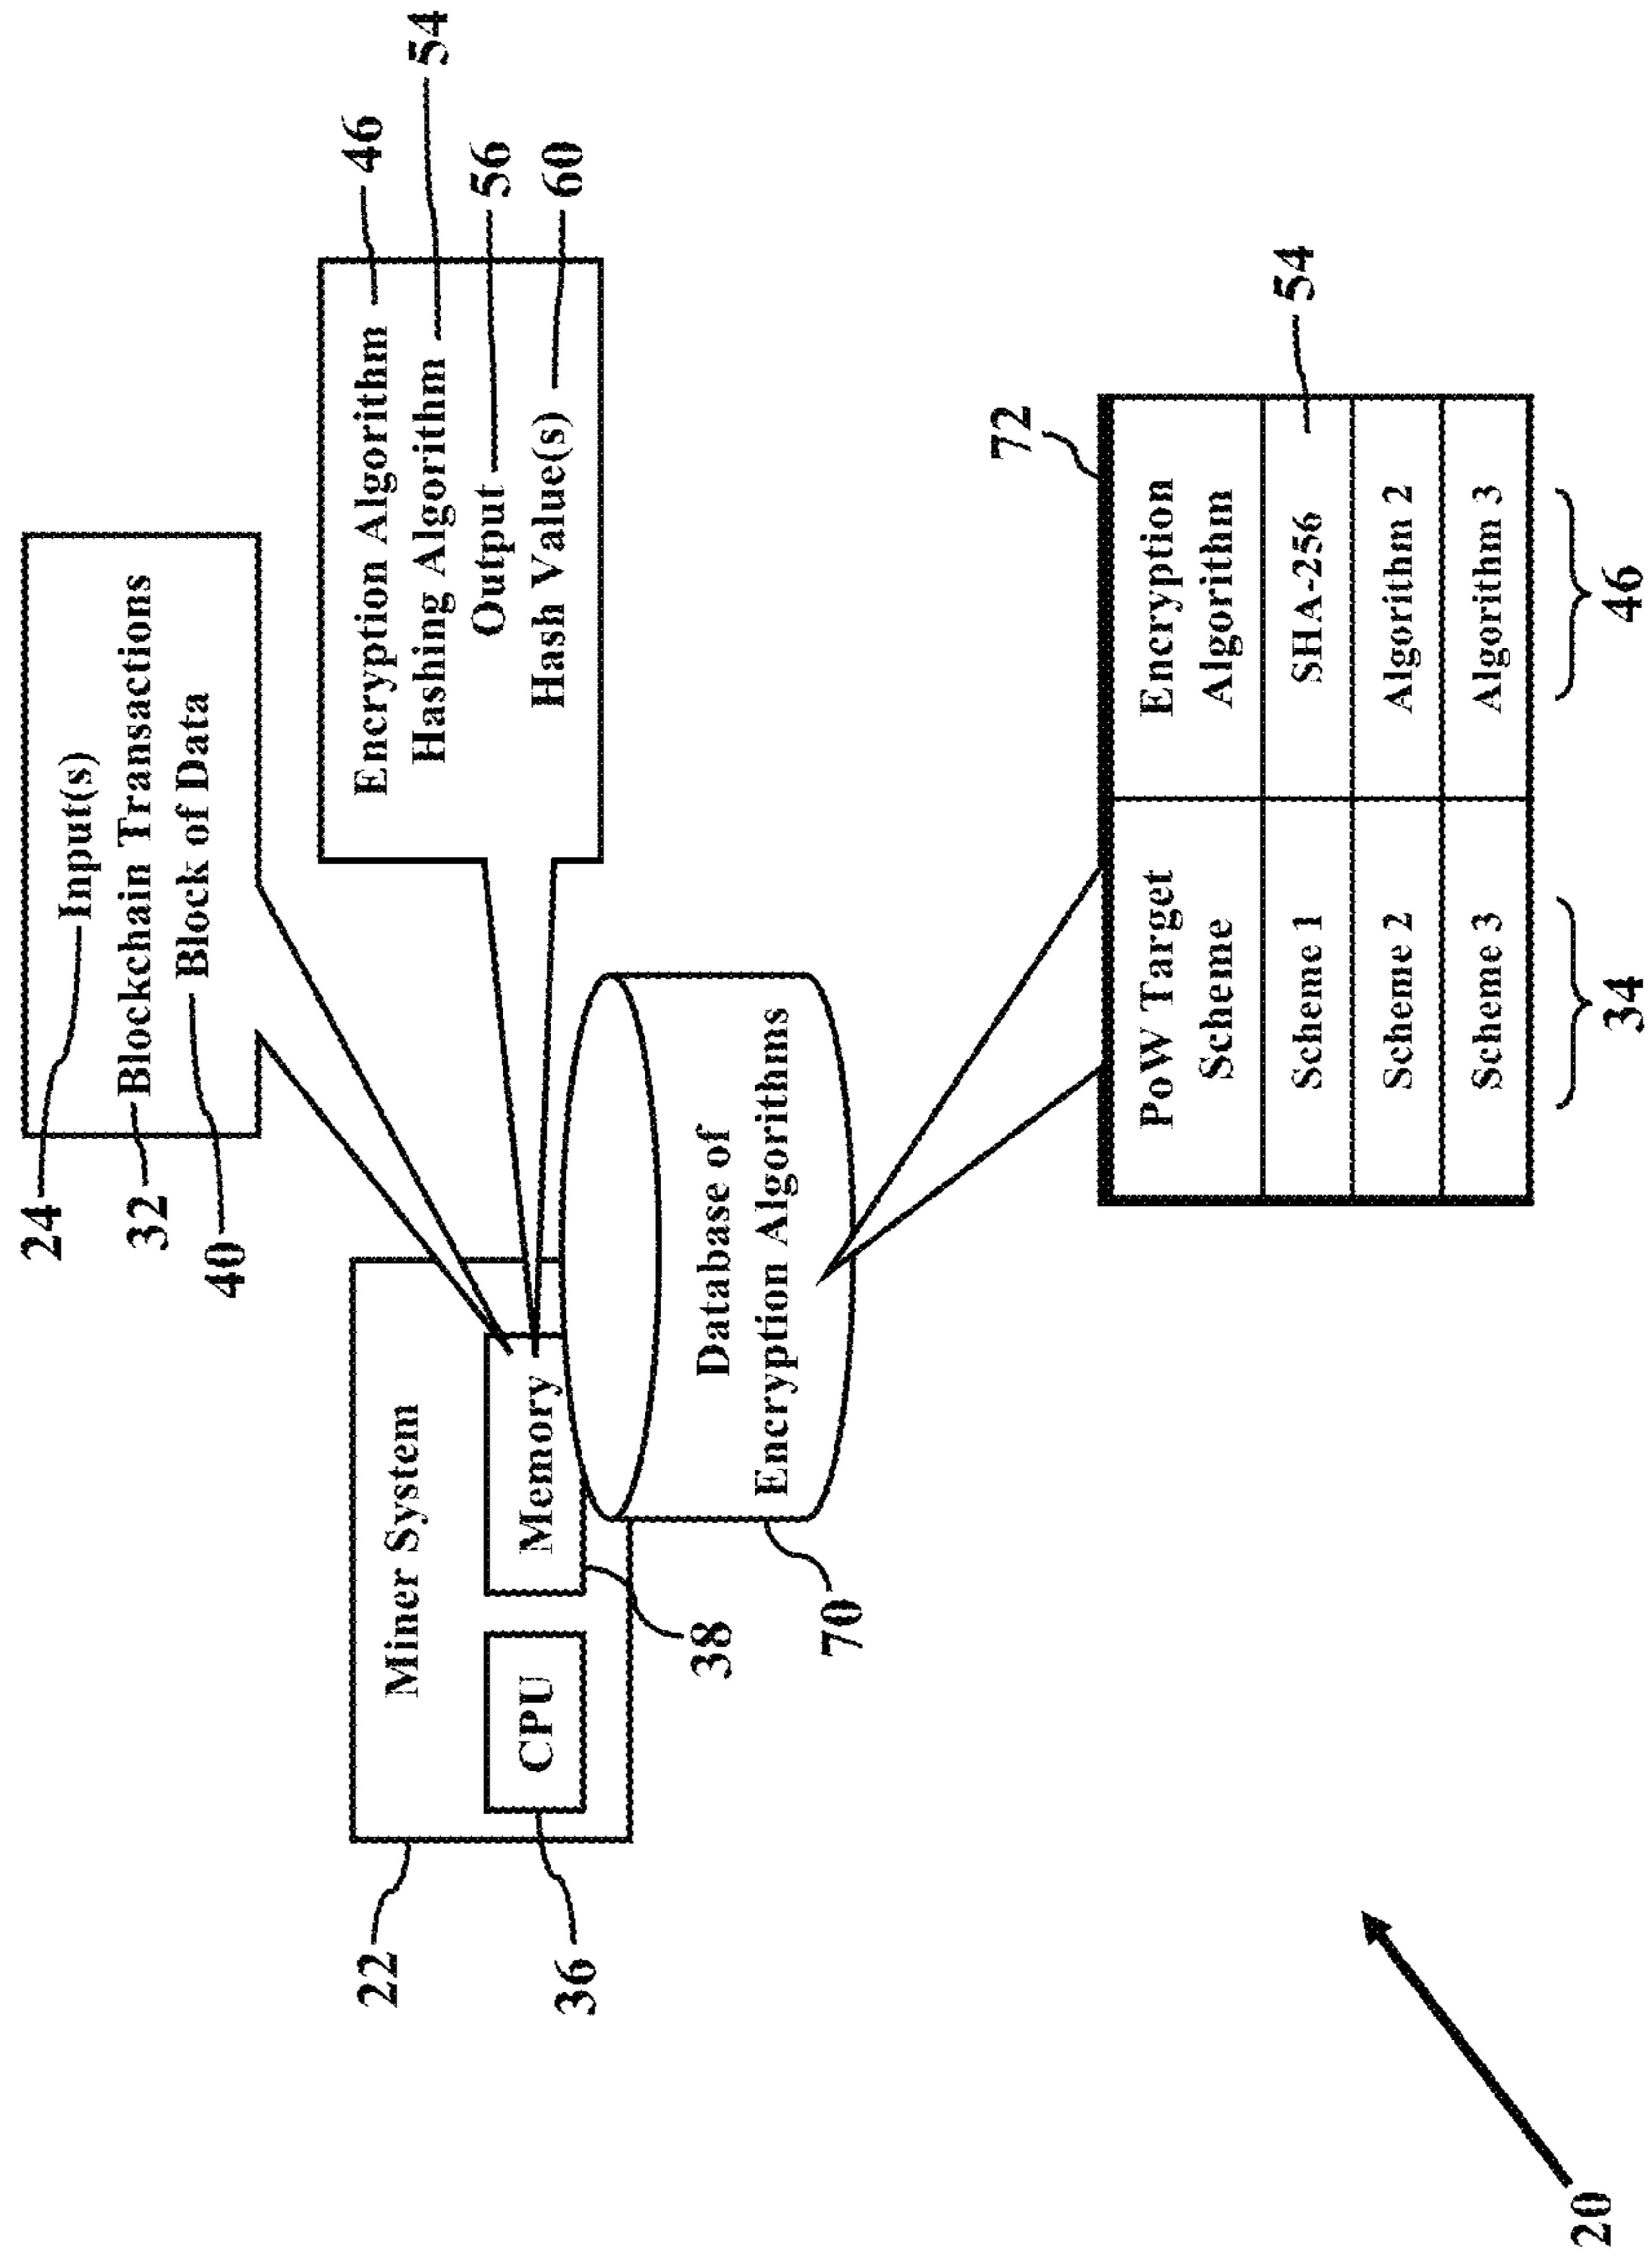 24
Input(s)
32
Blockchain Transactions
40
Block of Data
22
Miner System
36
CPU
Memory
38
Encryption Algorithm
46
Hashing Algorithm
54
Output
56
Hash Value(s)
60
Database of
Encryption Algorithms
70
72
PoW Target
Scheme
Encryption
Algorithm
Scheme 1
SHA-256
54
Scheme 2
Algorithm 2
Scheme 3
Algorithm 3
34
46
20